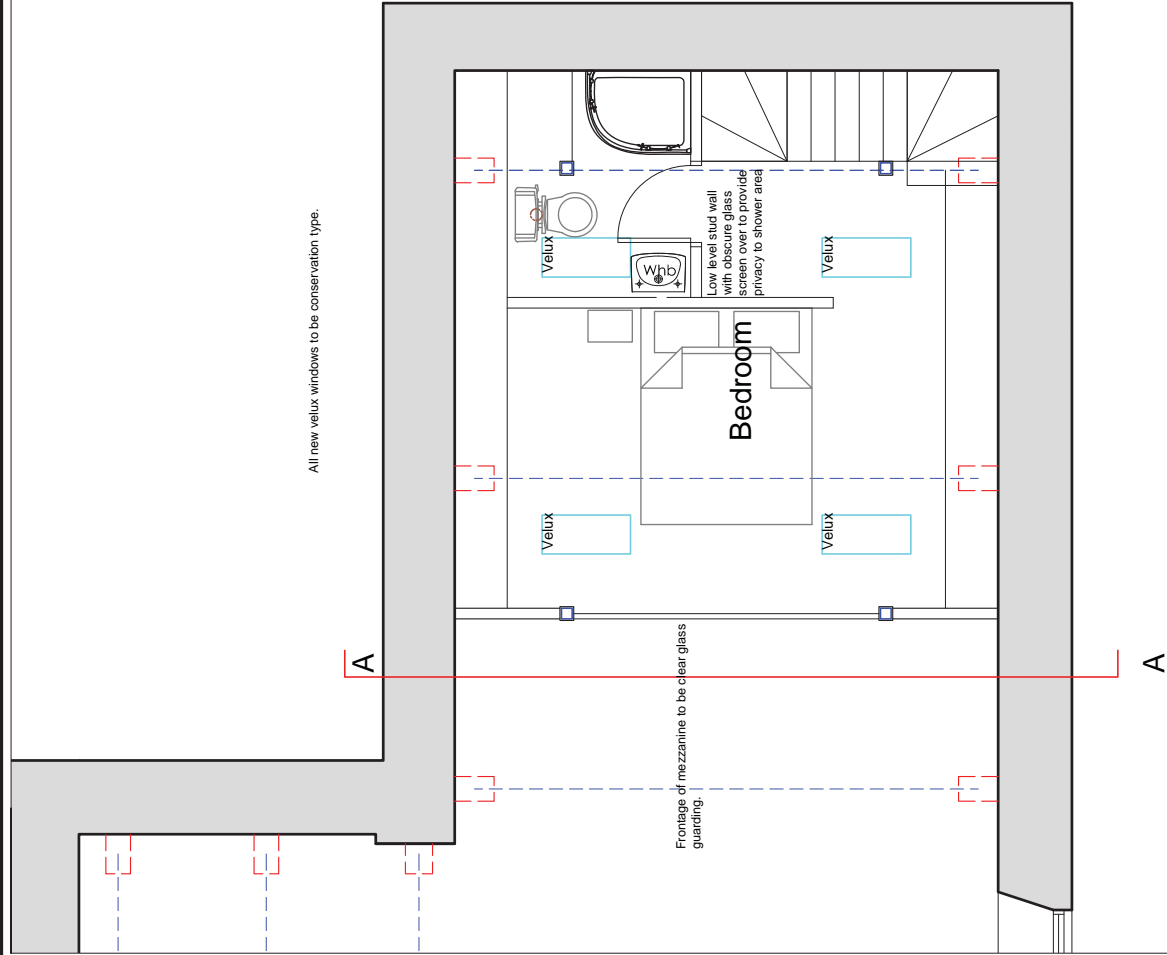 All new velux windows to be conservation type.
Velux
Velux
Whb
Low level stud wall
with obscure glass
screen over to provide
privacy to shower area
Bedroom
Velux
Velux
A
A
Frontage of mezzanine to be clear glass
guarding.